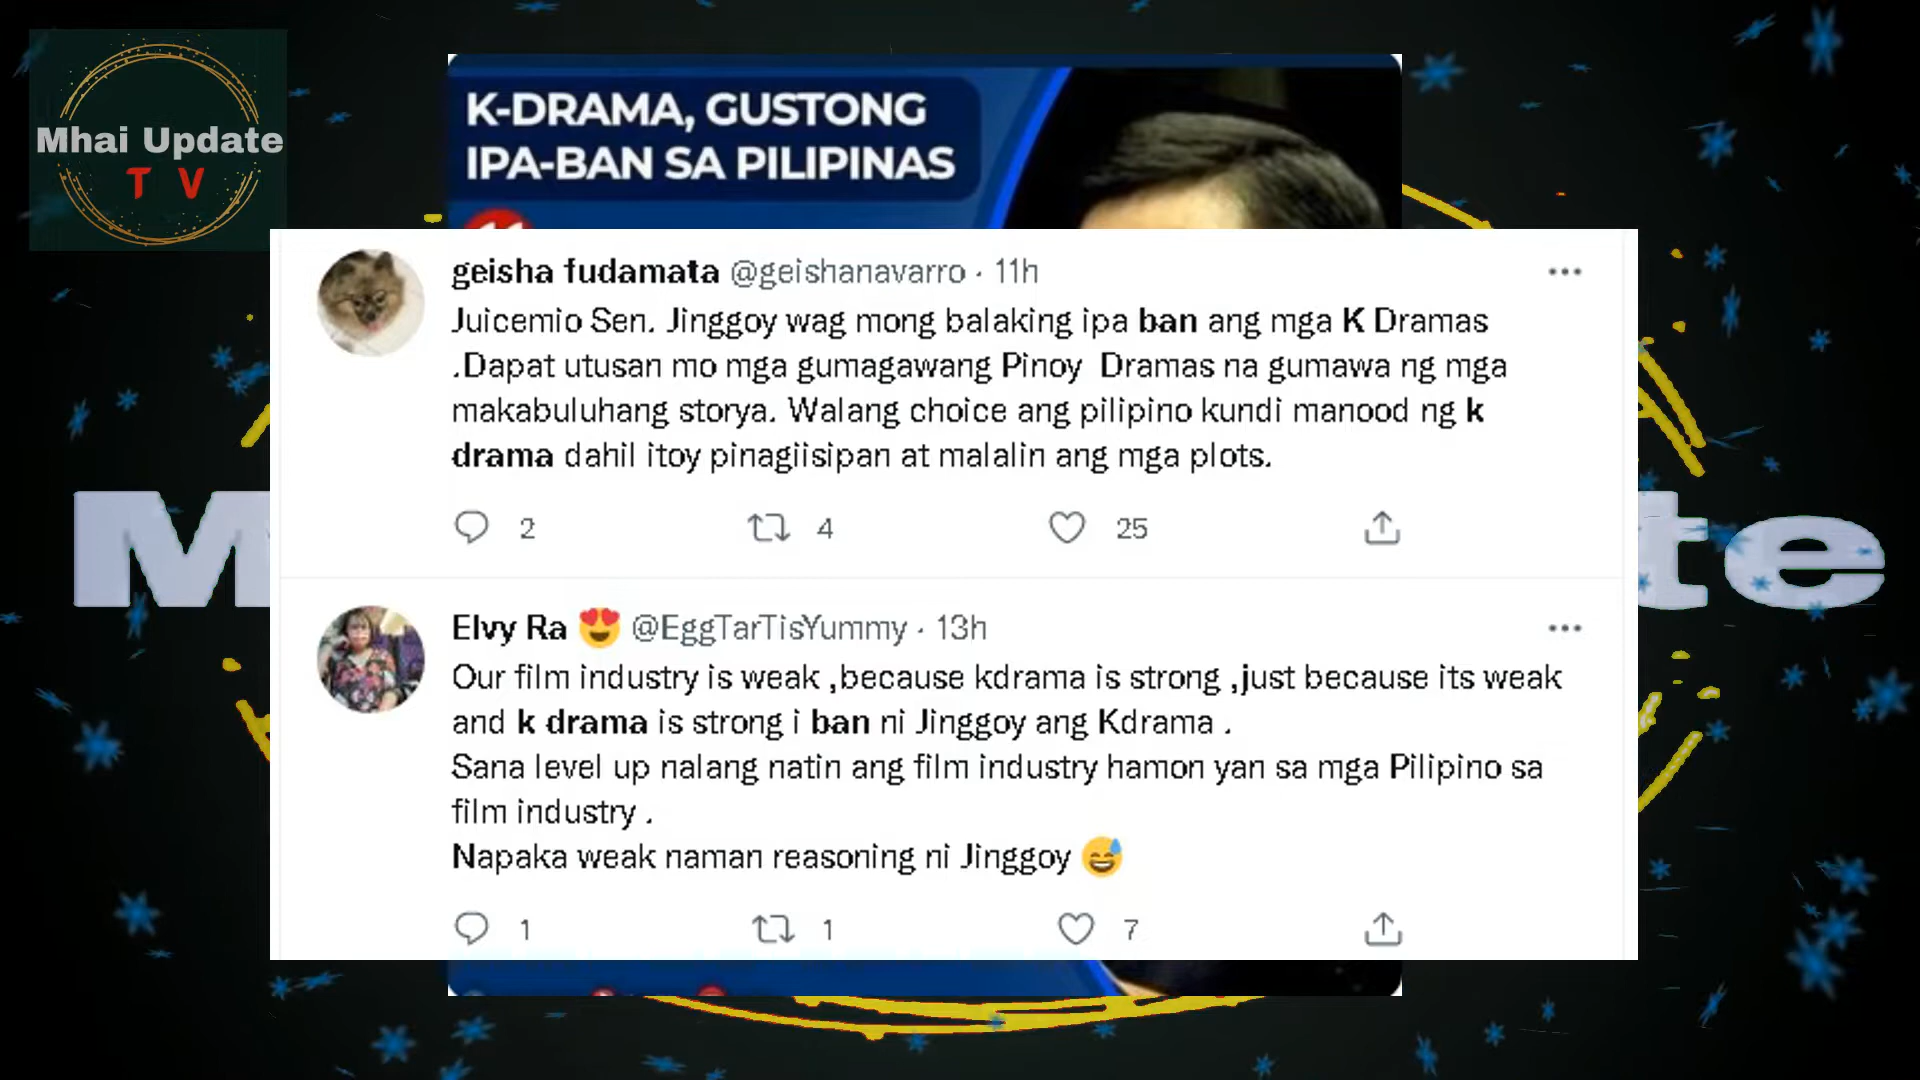 Mhai Update
T V
K-DRAMA, GUSTONG
IPA-BAN SA PILIPINAS
geisha fudamata @geishanavarro · 11h
Juicemio Sen. Jinggoy wag mong balaking ipa ban ang mga K Dramas
.Dapat utusan mo mga gumagawang Pinoy Dramas na gumawa ng mga
makabuluhang storya. Walang choice ang pilipino kundi manood ng k
drama dahil itoy pinagiisipan at malalin ang mga plots.
2 4 25
Elvy Ra 😍 @EggTarTisYummy · 13h
Our film industry is weak ,because kdrama is strong ,just because its weak
and k drama is strong i ban ni Jinggoy ang Kdrama .
Sana level up nalang natin ang film industry hamon yan sa mga Pilipino sa
film industry .
Napaka weak naman reasoning ni Jinggoy 😅
1 1 7